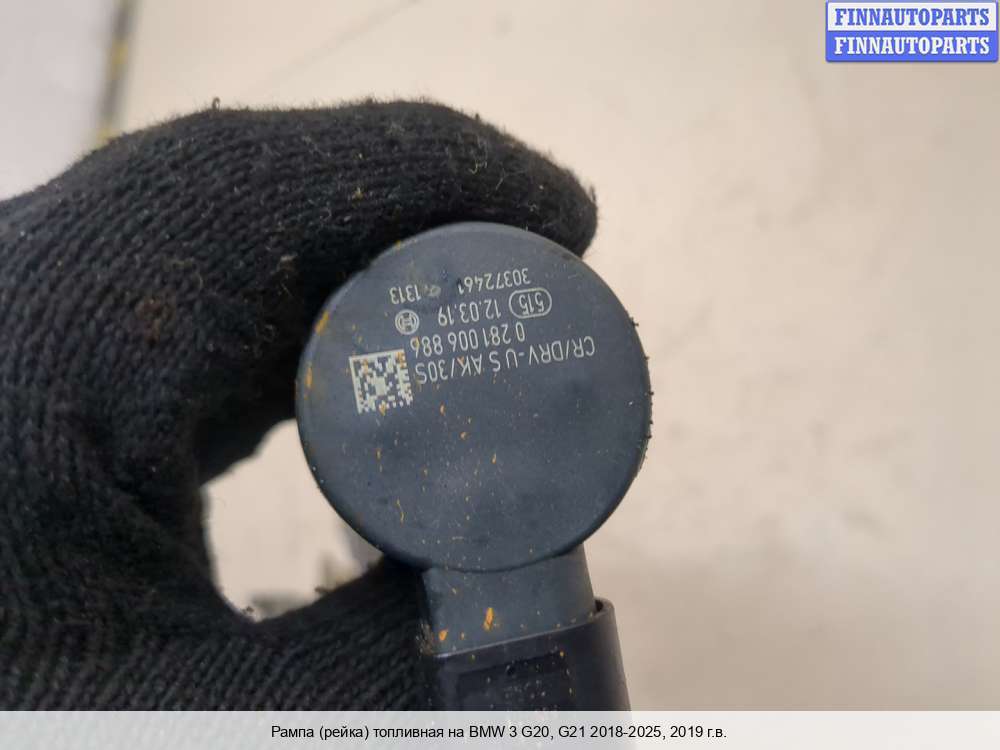 FINNAUTOPARTS
FINNAUTOPARTS
CR/DRV-U S AK/30S
0 281 006 886
515 12.03.19
30372461 1313
Рампа (рейка) топливная на BMW 3 G20, G21 2018-2025, 2019 г.в.